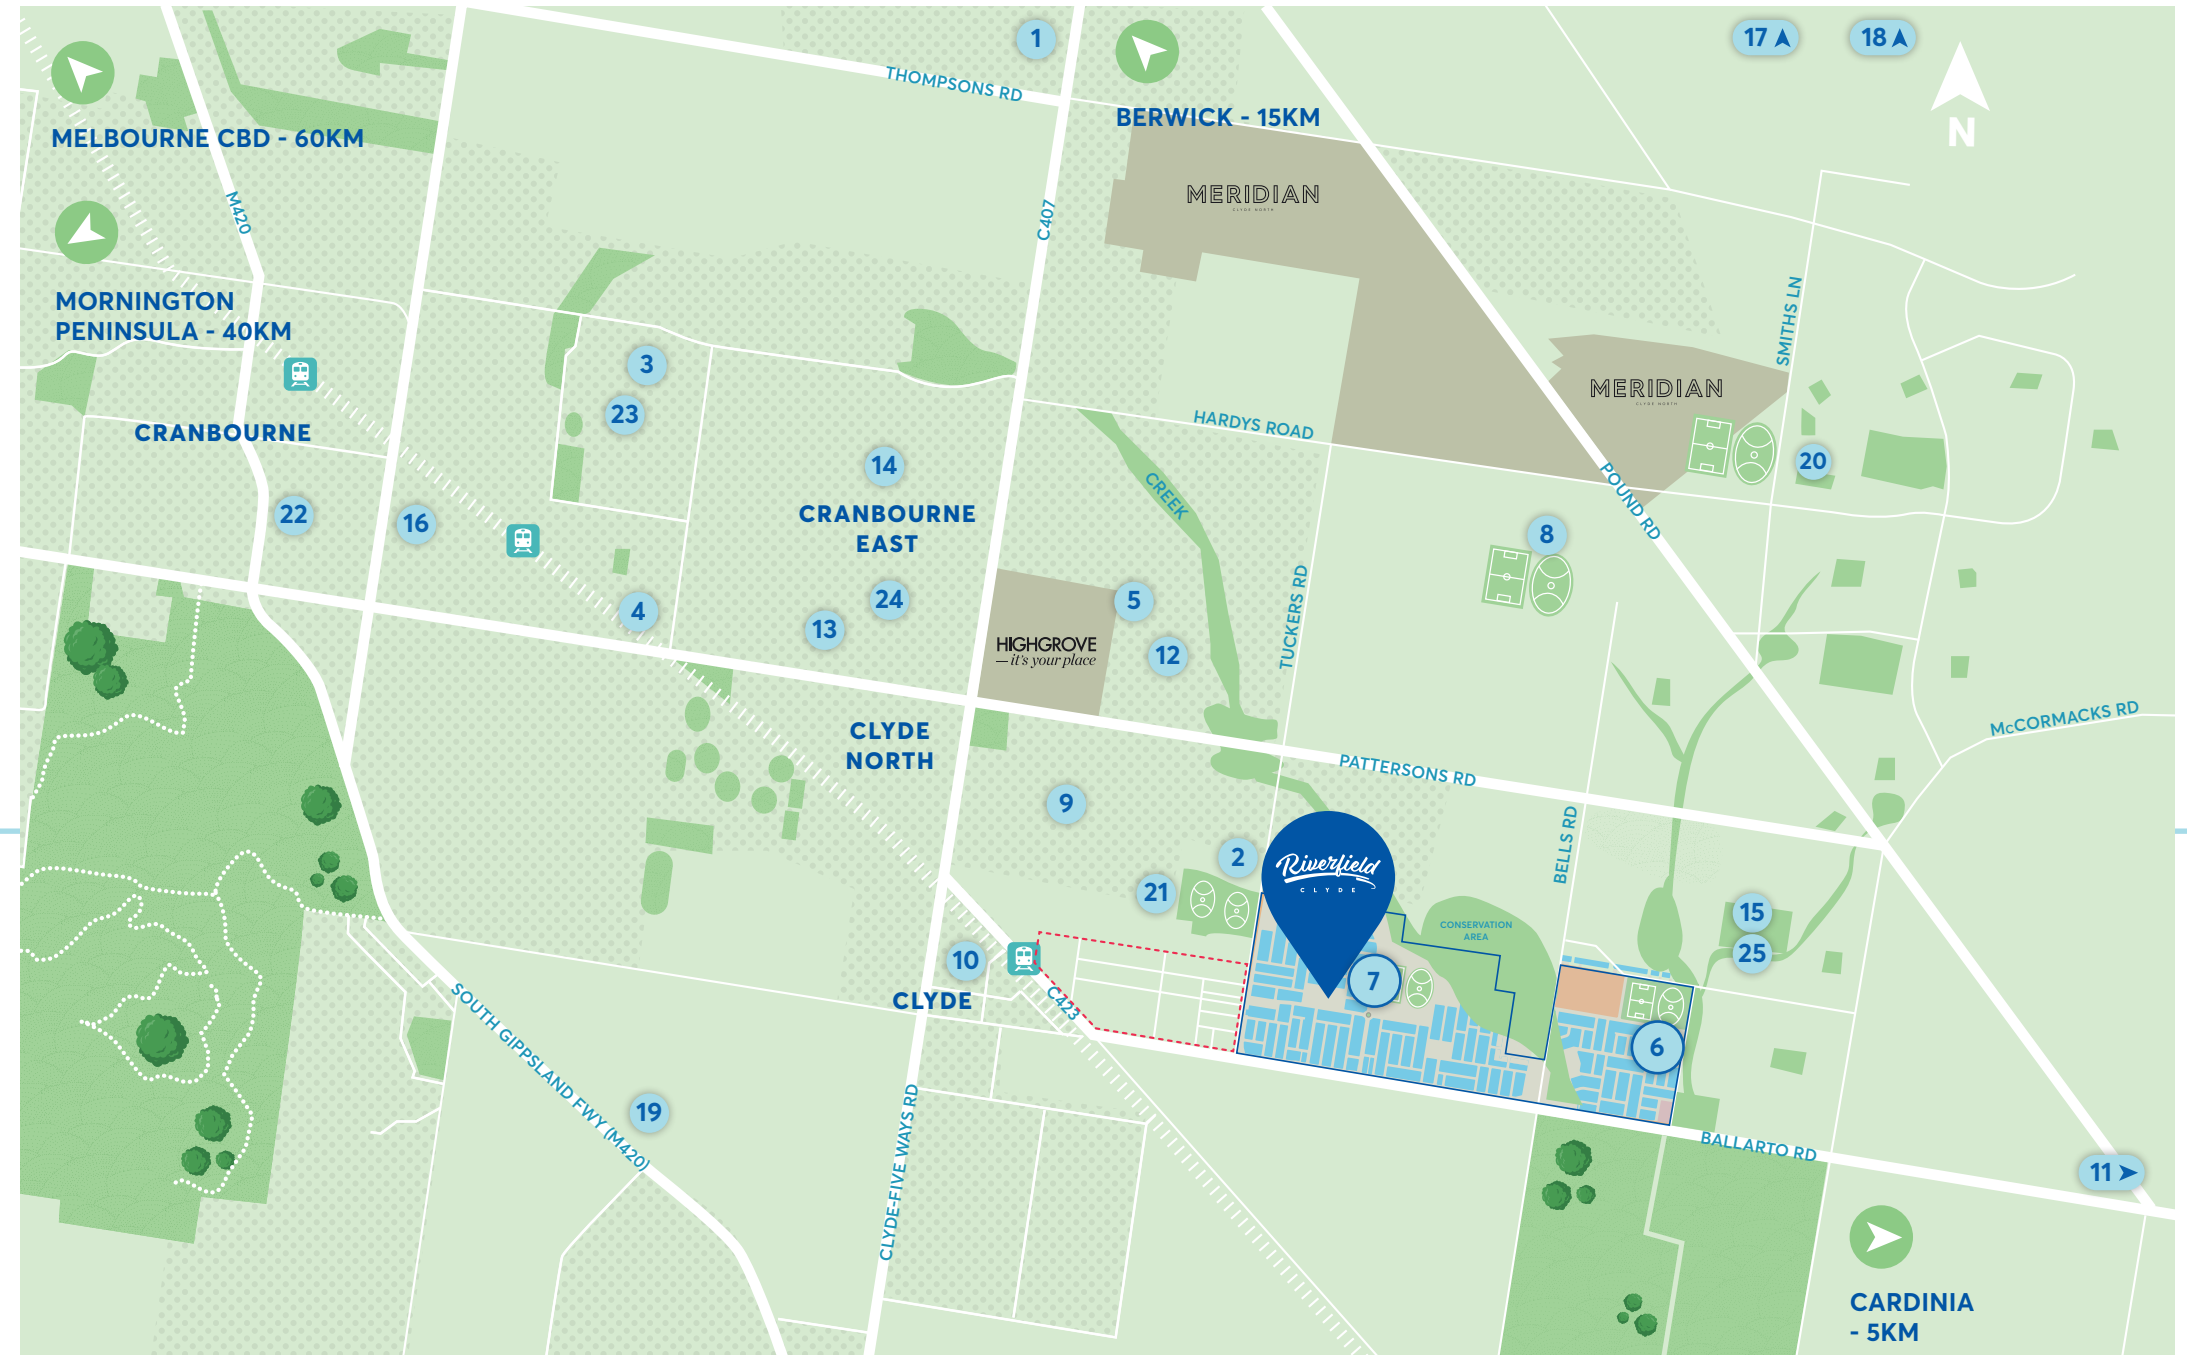 1
17
18
THOMPSONS RD
BERWICK - 15KM
N
MELBOURNE CBD - 60KM
M420
MERIDIAN
CLYDE NORTH
C407
MORNINGTON
PENINSULA - 40KM
SMITHS LN
3
23
MERIDIAN
CLYDE NORTH
CRANBOURNE
HARDYS ROAD
14
20
CREEK
POUND RD
22
16
CRANBOURNE
EAST
8
4
24
13
5
12
HIGHGROVE
— it's your place
TUCKERS RD
McCORMACKS RD
CLYDE
NORTH
PATTERSONS RD
9
BELLS RD
2
21
Riverfield
CLYDE
CONSERVATION
AREA
15
25
10
7
CLYDE
C423
6
SOUTH GIPPSLAND FWY (M420)
19
CLYDE-FIVE WAYS RD
BALLARTO RD
11
CARDINIA
- 5KM